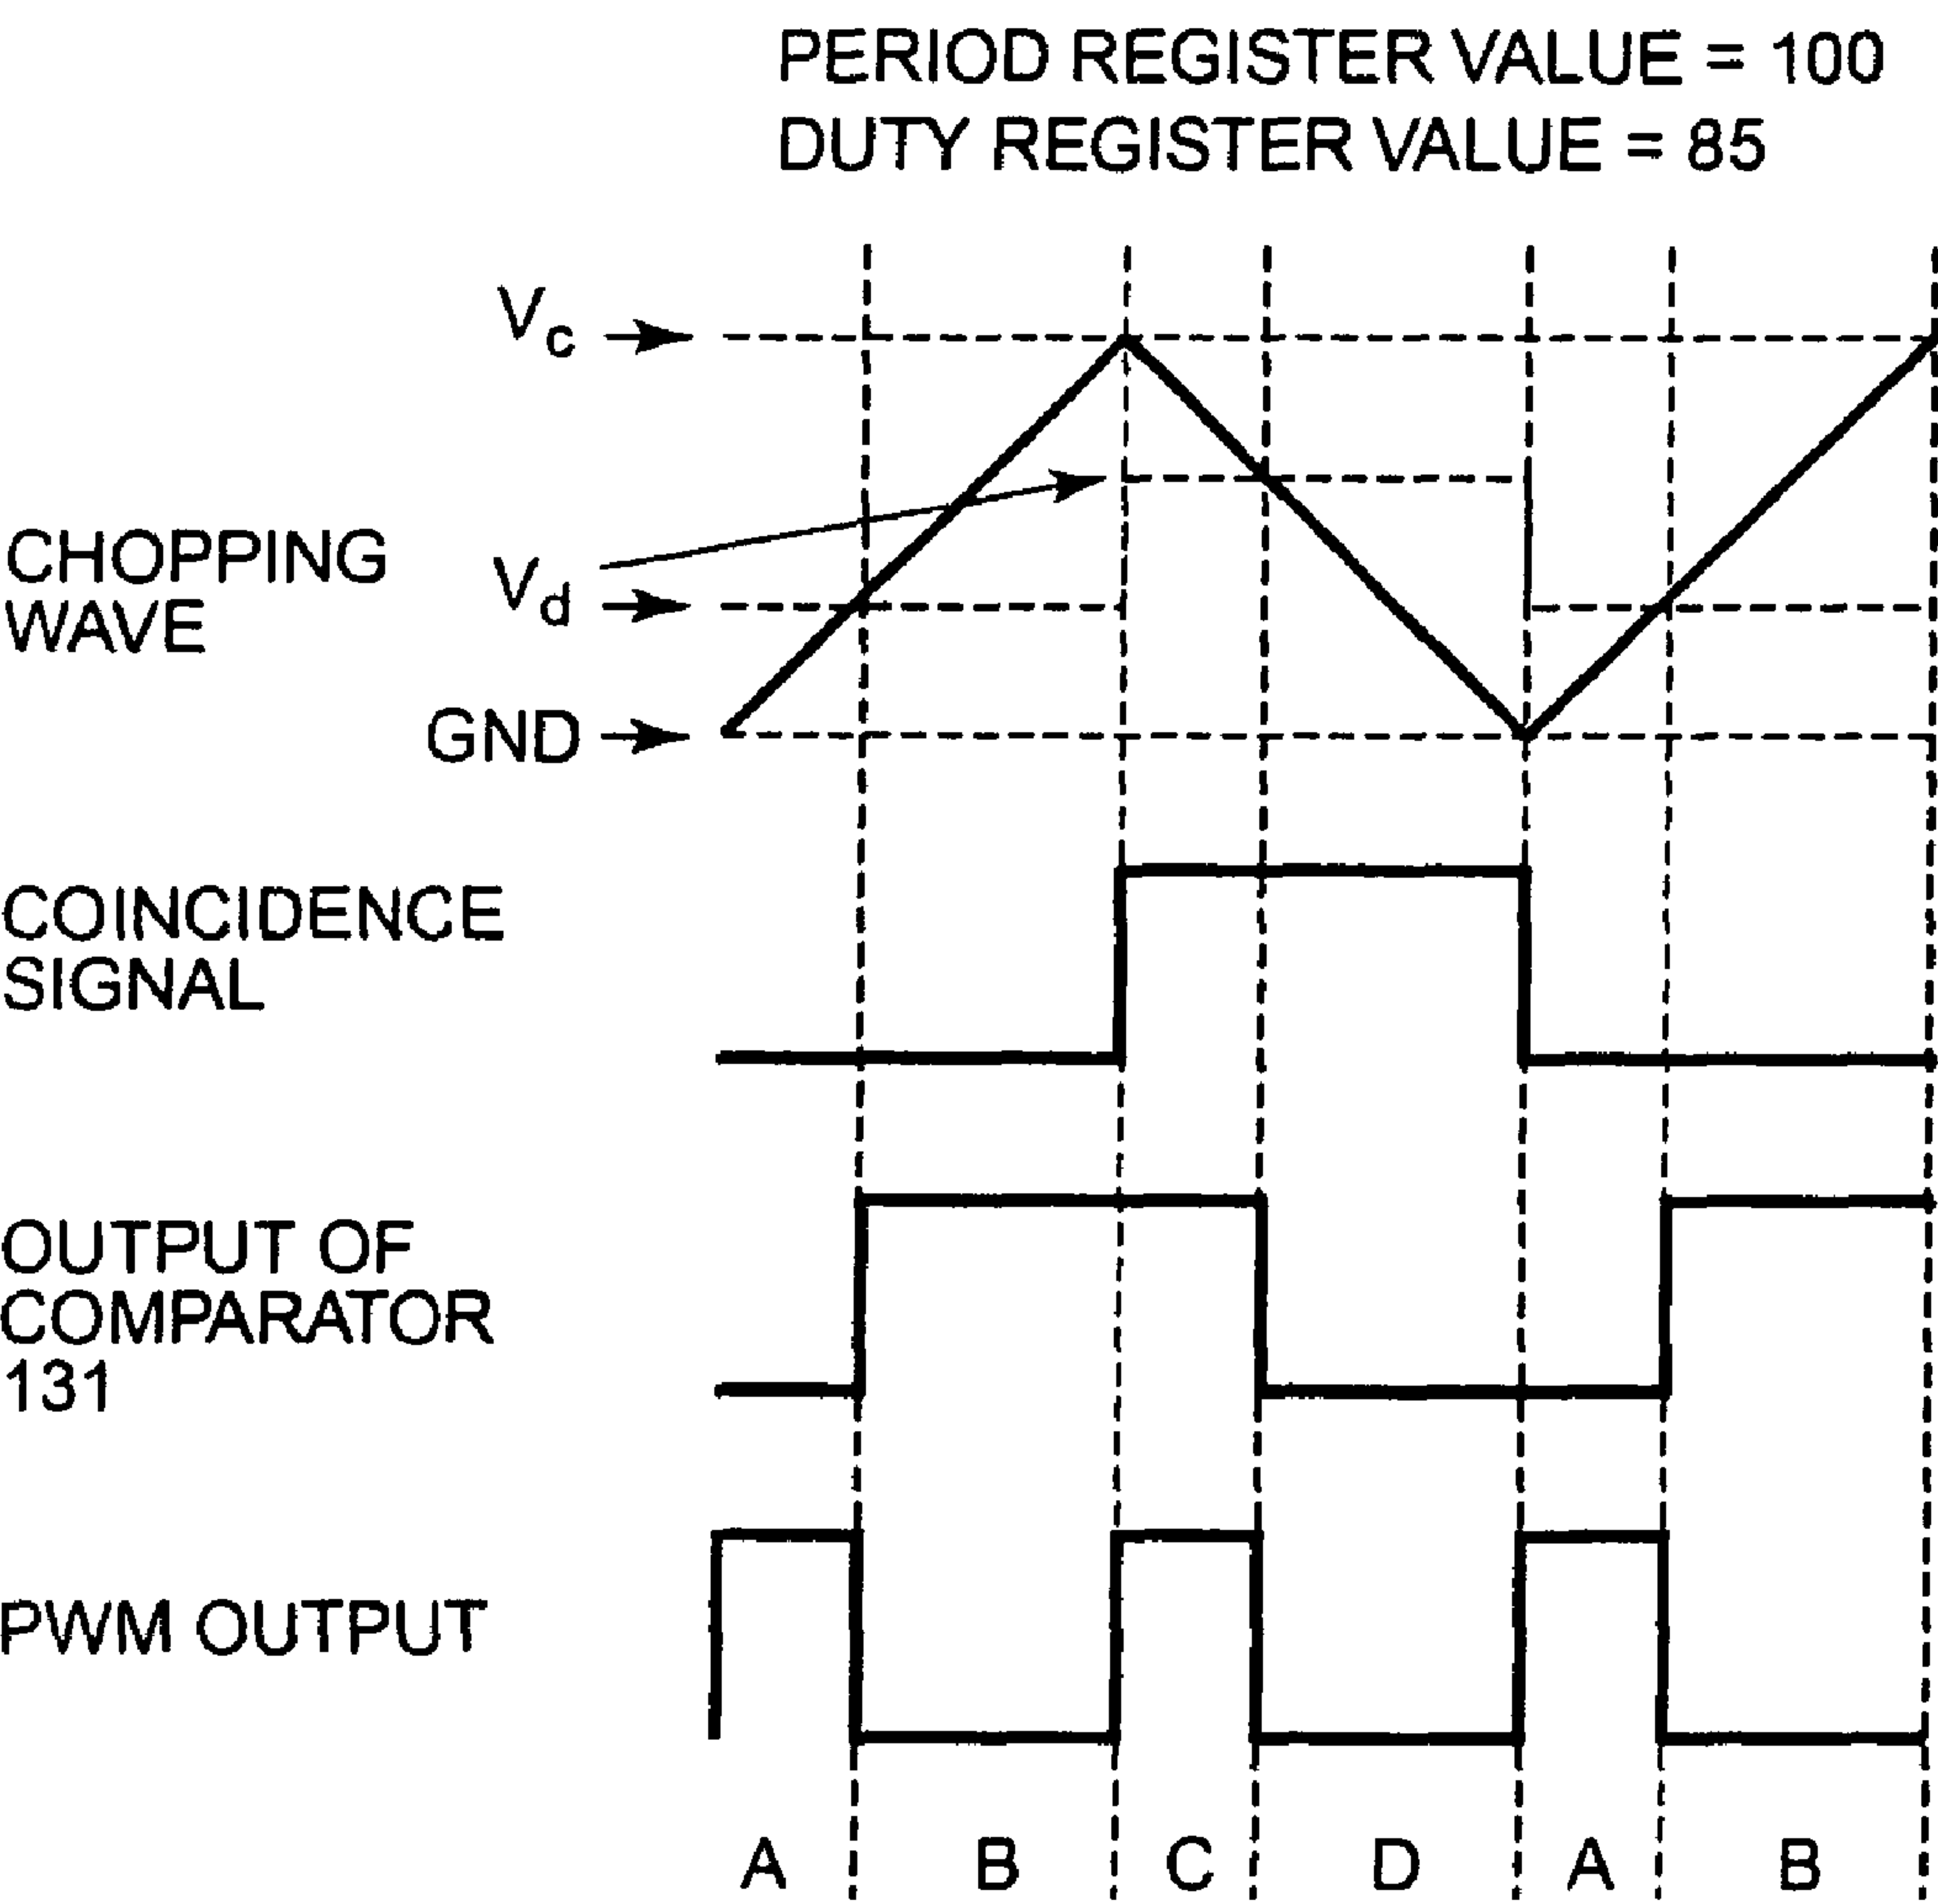 PERIOD REGISTER VALUE = 100
DUTY REGISTER VALUE = 85
Vc
CHOPPING
WAVE
Vd
GND
COINCIDENCE
SIGNAL
OUTPUT OF
COMPARATOR
131
PWM OUTPUT
A B C D A B